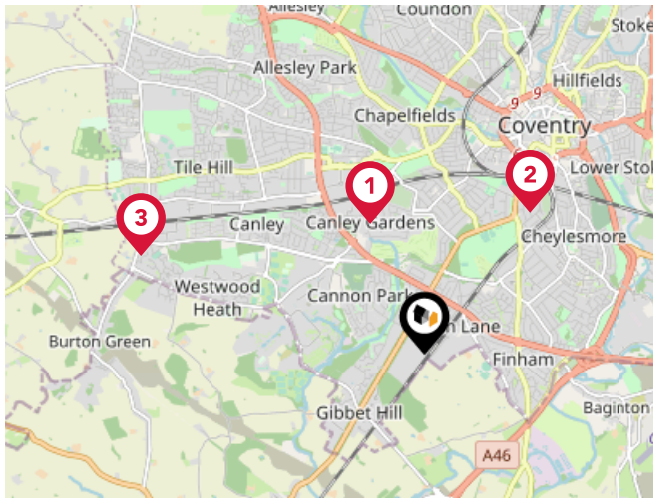 Allesley
Coundon
Stoke
Allesley Park
Hillfields
9
9
Chapelfields
Coventry
Tile Hill
1
2
Lower Sto
3
Canley
Canley Gardens
Cheylesmore
Westwood
Heath
Cannon Park
n Lane
Burton Green
Finham
Gibbet Hill
Baginton
A46